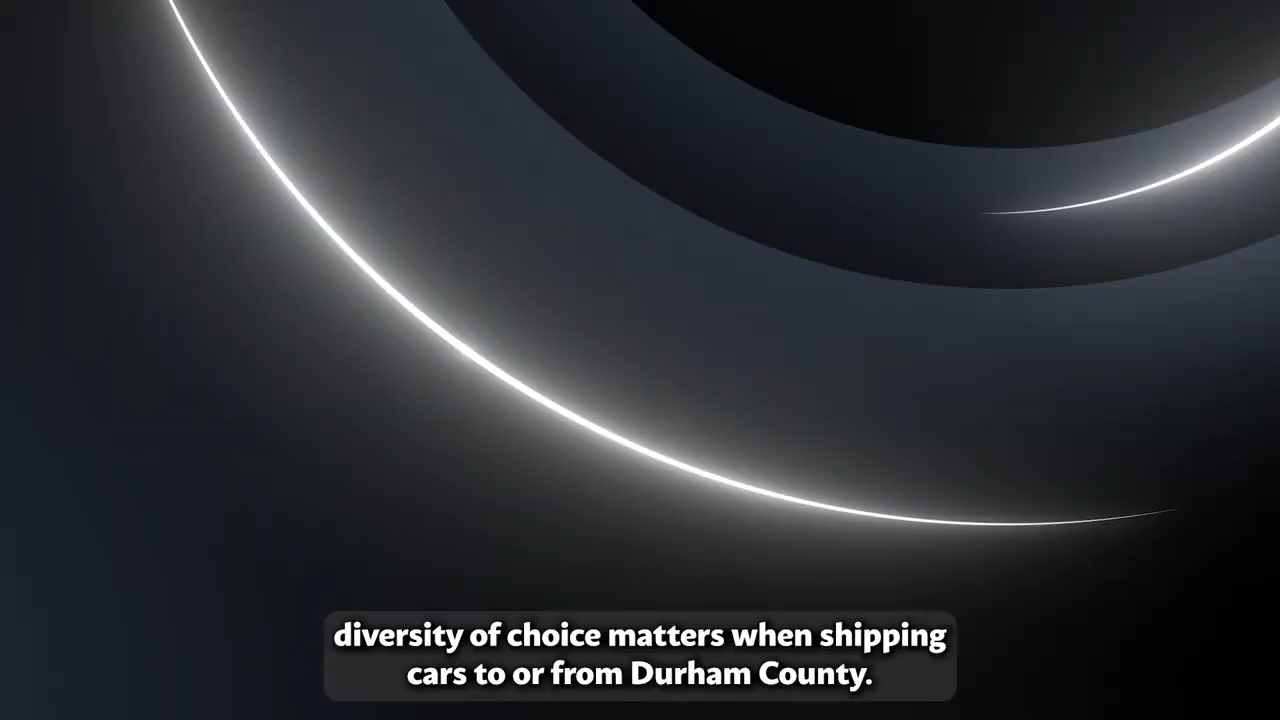 diversity of choice matters when shipping
cars to or from Durham County.